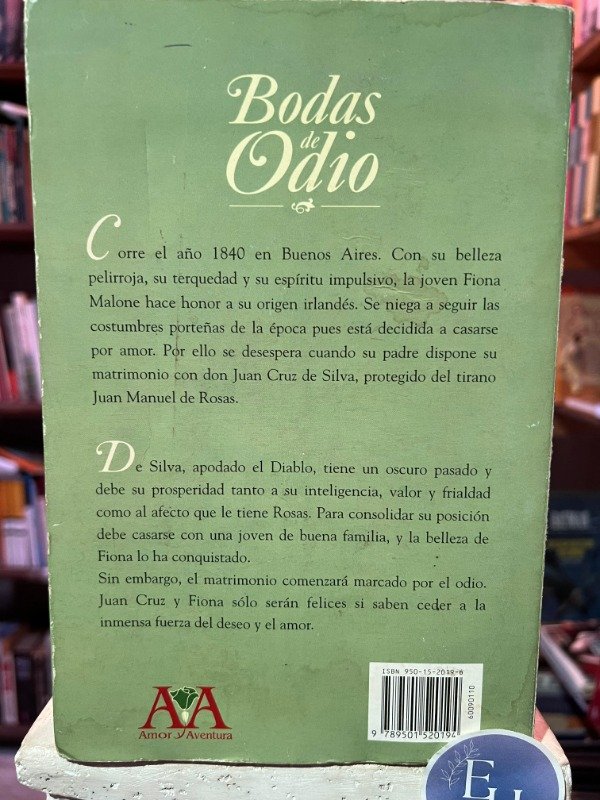 Bodas
de
Odio
Corre el año 1840 en Buenos Aires. Con su belleza
pelirroja, su terquedad y su espíritu impulsivo, la joven Fiona
Malone hace honor a su origen irlandés. Se niega a seguir las
costumbres porteñas de la época pues está decidida a casarse
por amor. Por ello se desespera cuando su padre dispone su
matrimonio con don Juan Cruz de Silva, protegido del tirano
Juan Manuel de Rosas.
De Silva, apodado el Diablo, tiene un oscuro pasado y
debe su prosperidad tanto a su inteligencia, valor y frialdad
como al afecto que le tiene Rosas. Para consolidar su posición
debe casarse con una joven de buena familia, y la belleza de
Fiona lo ha conquistado.
Sin embargo, el matrimonio comenzará marcado por el odio.
Juan Cruz y Fiona sólo serán felices si saben ceder a la
inmensa fuerza del deseo y el amor.
AyA
Amor y Aventura
ISBN 950-15-2019-6
60090110
9 789501 520194